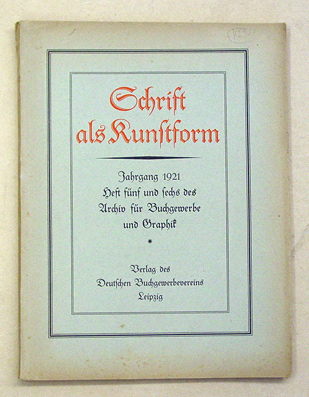 Schrift
als Kunstform
Jahrgang 1921
Heft fünf und sechs des
Archiv für Buchgewerbe
und Graphik
Verlag des
Deutschen Buchgewerbevereins
Leipzig